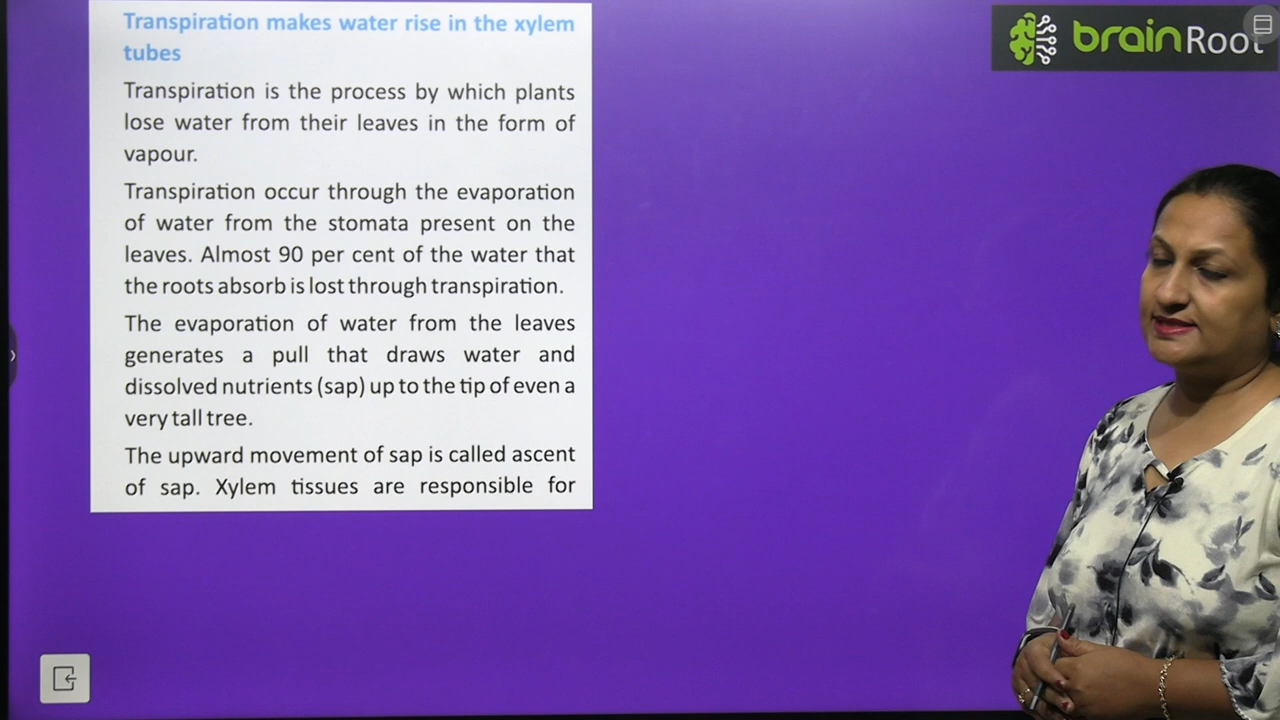 Transpiration makes water rise in the xylem
tubes
Transpiration is the process by which plants
lose water from their leaves in the form of
vapour.
Transpiration occur through the evaporation
of water from the stomata present on the
leaves. Almost 90 per cent of the water that
the roots absorb is lost through transpiration.
The evaporation of water from the leaves
generates a pull that draws water and
dissolved nutrients (sap) up to the tip of even a
very tall tree.
The upward movement of sap is called ascent
of sap. Xylem tissues are responsible for
brain Root